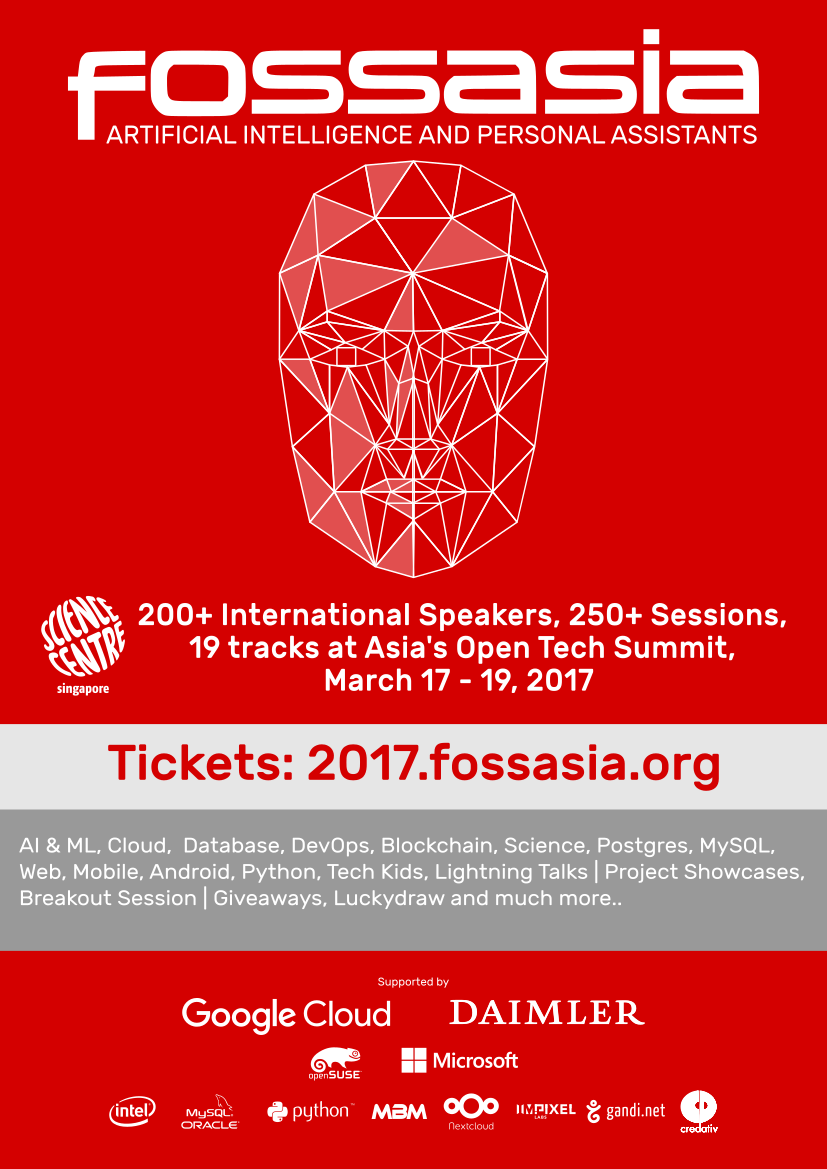 fossasia
ARTIFICIAL INTELLIGENCE AND PERSONAL ASSISTANTS
SCIENCE
CENTRE
singapore
200+ International Speakers, 250+ Sessions,
19 tracks at Asia's Open Tech Summit,
March 17 - 19, 2017
Tickets: 2017.fossasia.org
AI & ML, Cloud,  Database, DevOps, Blockchain, Science, Postgres, MySQL,
Web, Mobile, Android, Python, Tech Kids, Lightning Talks | Project Showcases,
Breakout Session | Giveaways, Luckydraw and much more..
Supported by
Google Cloud DAIMLER
openSUSE Microsoft
intel MySQL python MBM IMPIXEL gandi.net
LABS
ORACLE Nextcloud credativ